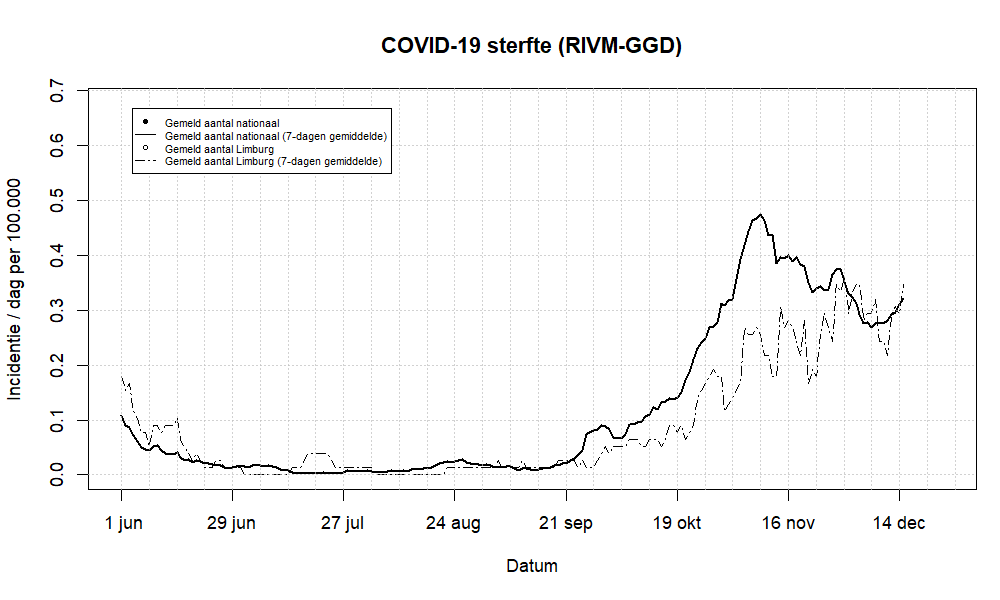 COVID-19 sterfte (RIVM-GGD)
Incidentie / dag per 100.000
0.7
0.6
0.5
0.4
0.3
0.2
0.1
0.0
Gemeld aantal nationaal
Gemeld aantal nationaal (7-dagen gemiddelde)
Gemeld aantal Limburg
Gemeld aantal Limburg (7-dagen gemiddelde)
1 jun 29 jun 27 jul 24 aug 21 sep 19 okt 16 nov 14 dec
Datum